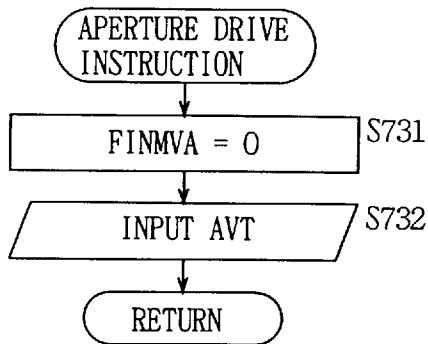 APERTURE DRIVE
INSTRUCTION
FINMVA = 0
S731
INPUT AVT
S732
RETURN